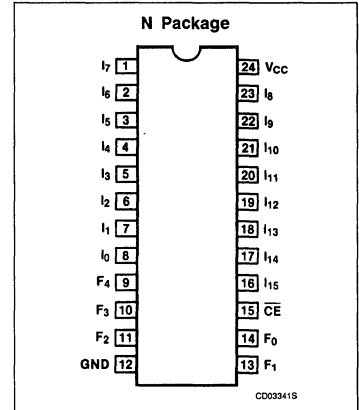 N Package
I7 1 24 VCC
I6 2 23 I8
I5 3 22 I9
I4 4 21 I10
I3 5 20 I11
I2 6 19 I12
I1 7 18 I13
I0 8 17 I14
F4 9 16 I15
F3 10 15 CE
F2 11 14 F0
GND 12 13 F1
CD03341S